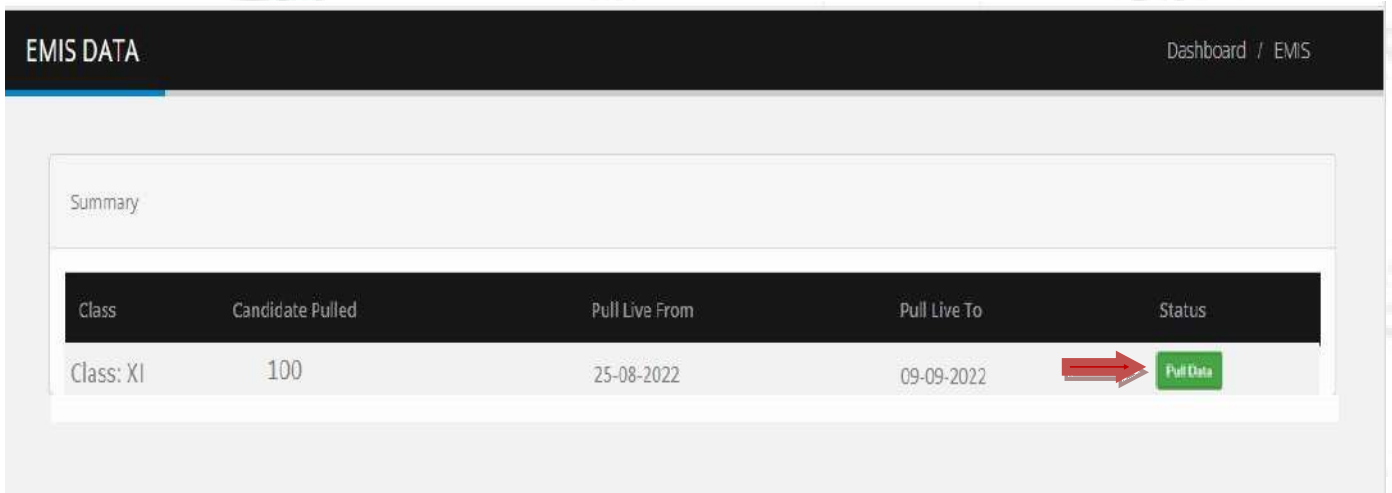 EMIS DATA
Dashboard / EMIS
Summary
Class Candidate Pulled Pull Live From Pull Live To Status
Class: XI 100 25-08-2022 09-09-2022 Pull Data